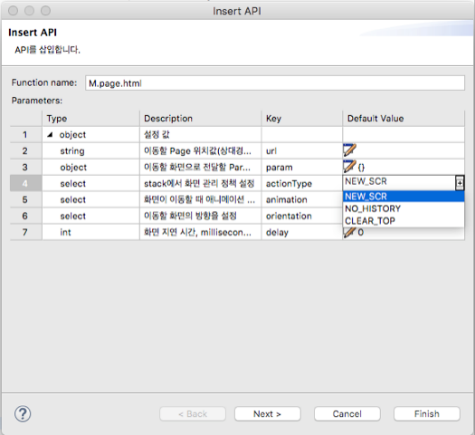 Insert API
Insert API
API를 삽입합니다.
Function name: M.page.html
Parameters:
Type Description Key Default Value
1 object 설정 값
2 string 이동할 Page 위치값(상대경... url
3 object 이동할 화면으로 전달할 Par... param {}
4 select stack에서 화면 관리 정책 설정 actionType NEW_SCR
5 select 화면이 이동할 때 애니메이션 ... animation NEW_SCR
6 select 이동할 화면의 방향을 설정 orientation NO_HISTORY
CLEAR_TOP
7 int 화면 지연 시간, millisecon... delay 0
?
< Back Next > Cancel Finish